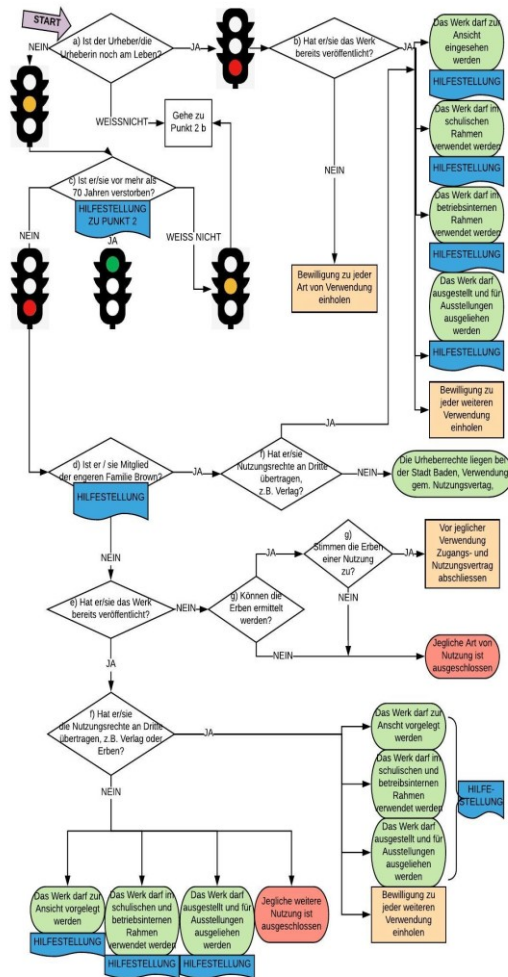 START
a) Ist der Urheber/die
Urheberin noch am Leben?
NEIN
JA
WEISSNICHT
Gehe zu
Punkt 2 b
b) Hat er/sie das Werk
bereits veröffentlicht?
JA
NEIN
Bewilligung zu jeder
Art von Verwendung
einholen
Das Werk darf zur
Ansicht
eingesehen
werden
HILFESTELLUNG
Das Werk darf im
schulischen
Rahmen
verwendet werden
HILFESTELLUNG
Das Werk darf im
betriebsinternen
Rahmen
verwendet werden
HILFESTELLUNG
Das Werk darf
ausgestellt und für
Ausstellungen
ausgeliehen
werden
HILFESTELLUNG
Bewilligung zu
jeder weiteren
Verwendung
einholen
c) Ist er/sie vor mehr als
70 Jahren verstorben?
HILFESTELLUNG
ZU PUNKT 2
NEIN
JA
WEISS NICHT
d) Ist er / sie Mitglied
der engeren Familie Brown?
HILFESTELLUNG
JA
NEIN
f) Hat er/sie
Nutzungsrechte an Dritte
übertragen,
z.B. Verlag?
JA
NEIN
Die Urheberrechte liegen bei
der Stadt Baden, Verwendung
gem. Nutzungsvertag,
e) Hat er/sie das Werk
bereits veröffentlicht?
NEIN
JA
g) Können die
Erben ermittelt
werden?
JA
NEIN
g)
Stimmen die Erben
einer Nutzung
zu?
JA
NEIN
Vor jeglicher
Verwendung
Zugangs- und
Nutzungsvertrag
abschliessen
Jegliche Art von
Nutzung ist
ausgeschlossen
f) Hat er/sie
die Nutzungsrechte an Dritte
übertragen, z.B. Verlag oder
Erben?
JA
NEIN
Das Werk darf zur
Anscht vorgelegt
werden
Das Werk darf im
schulischen und
betreibsinternen
Rahmen
verwendet werden
Das Werk darf
ausgestellt und für
Ausstellungen
ausgeliehen
werden
HILFE-
STELLUNG
Bewilligung zu
jeder weiteren
Verwendung
einholen
Das Werk darf zur
Ansicht vorgelegt
werden
HILFESTELLUNG
Das Werk darf im
schulischen und
betriebsinternen
Rahmen
verwendet werden
HILFESTELLUNG
Das Werk darf
ausgestellt und für
Ausstellungen
ausgeliehen
werden
HILFESTELLUNG
Jegliche weitere
Nutzung ist
ausgeschlossen